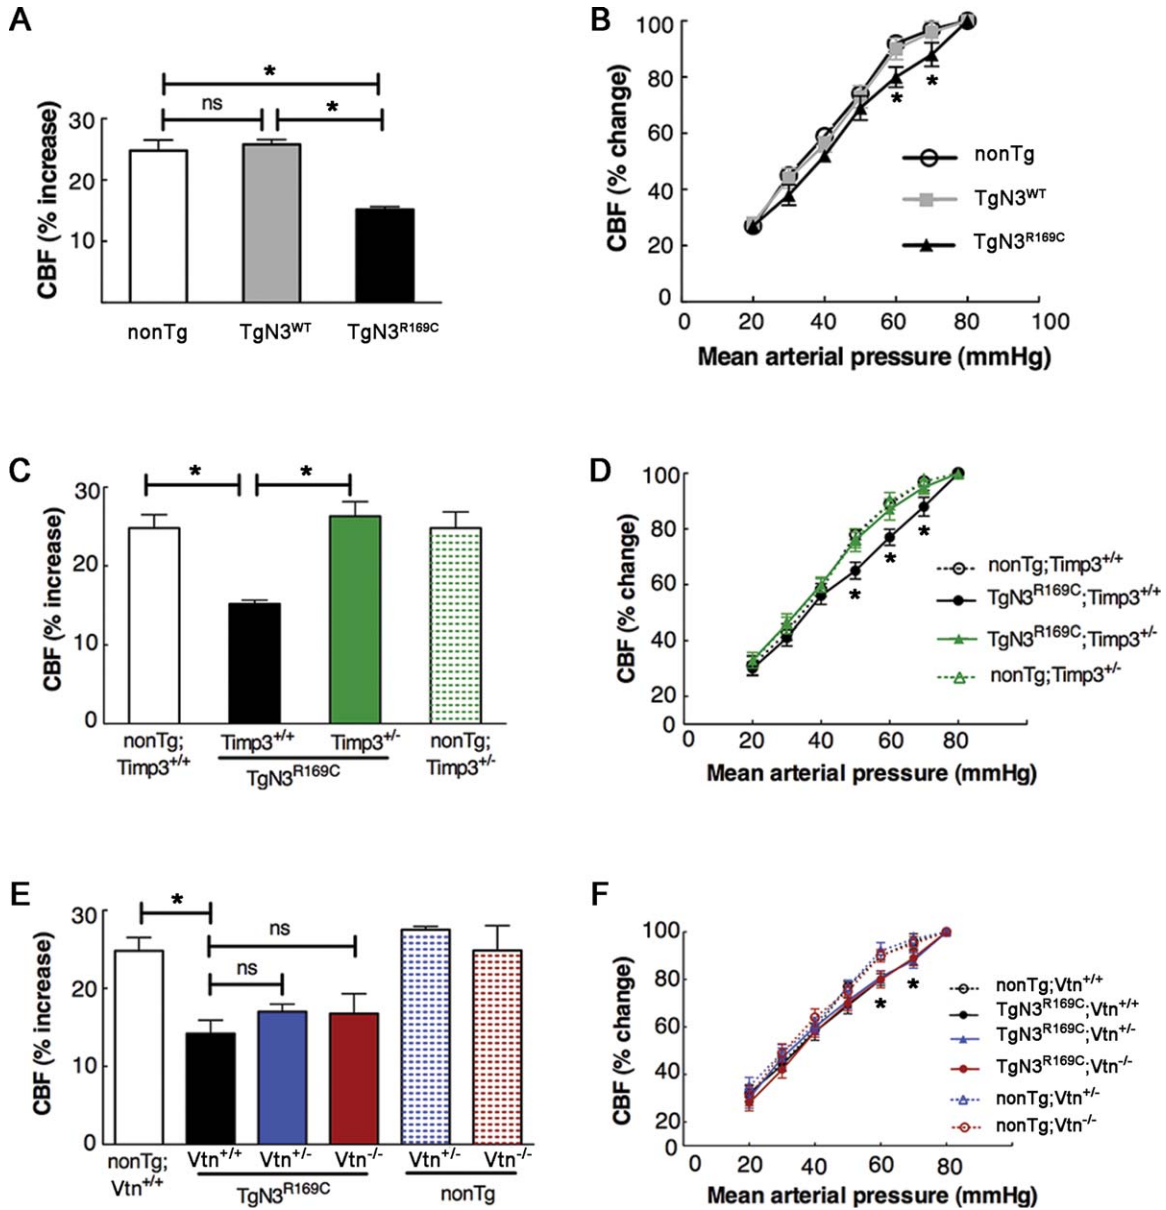 A
*
ns
*
CBF (% increase)
30
20
10
nonTg
TgN3WT
TgN3R169C
B
CBF (% change)
100
80
60
40
20
0
*
*
nonTg
TgN3WT
TgN3R169C
0 20 40 60 80 100
Mean arterial pressure (mmHg)
C
*
*
CBF (% increase)
30
20
10
0
nonTg;
Timp3+/+
Timp3+/+
Timp3+/-
TgN3R169C
nonTg;
Timp3+/-
D
CBF (% change)
100
80
60
40
20
0
*
*
*
nonTg;Timp3+/+
TgN3R169C;Timp3+/+
TgN3R169C;Timp3+/-
nonTg;Timp3+/-
20 40 60 80
Mean arterial pressure (mmHg)
E
*
ns
ns
CBF (% increase)
30
20
10
0
nonTg;
Vtn+/+
Vtn+/+
Vtn+/-
Vtn-/-
TgN3R169C
Vtn+/-
Vtn-/-
nonTg
F
CBF (% change)
100
80
60
40
20
0
*
*
nonTg;Vtn+/+
TgN3R169C;Vtn+/+
TgN3R169C;Vtn+/-
TgN3R169C;Vtn-/-
nonTg;Vtn+/-
nonTg;Vtn-/-
20 40 60 80
Mean arterial pressure (mmHg)